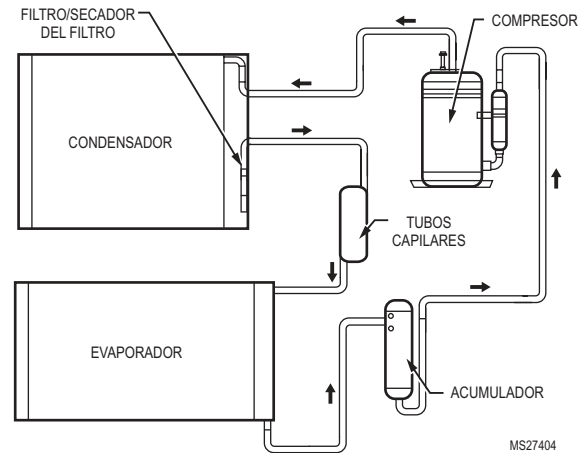 FILTRO/SECADOR
DEL FILTRO
COMPRESOR
CONDENSADOR
TUBOS
CAPILARES
EVAPORADOR
ACUMULADOR
MS27404